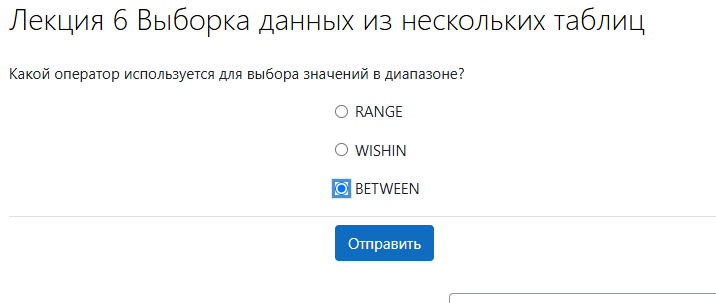 Лекция 6 Выборка данных из нескольких таблиц
Какой оператор используется для выбора значений в диапазоне?
RANGE
WISHIN
BETWEEN
Отправить